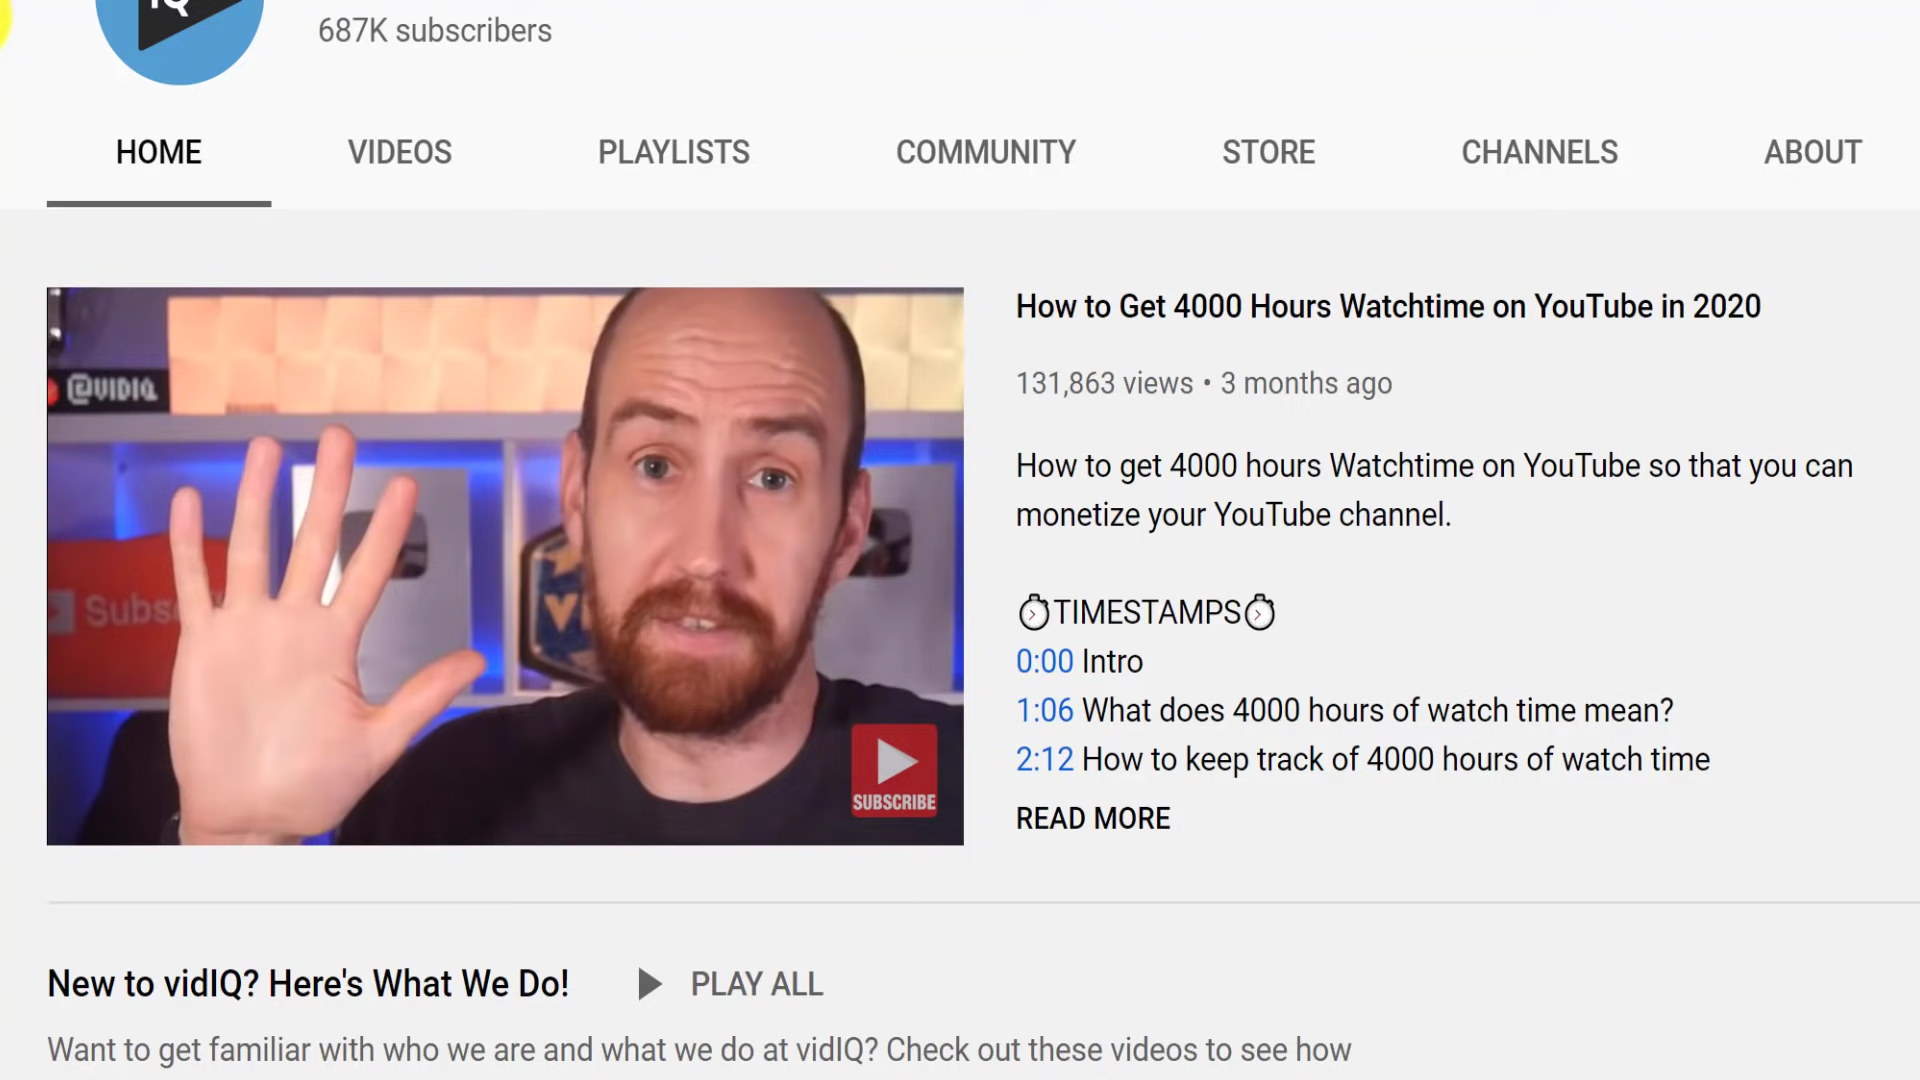 IQ
687K subscribers
HOME VIDEOS PLAYLISTS COMMUNITY STORE CHANNELS ABOUT
@VIDIQ
Subs
SUBSCRIBE
How to Get 4000 Hours Watchtime on YouTube in 2020
131,863 views • 3 months ago
How to get 4000 hours Watchtime on YouTube so that you can
monetize your YouTube channel.
⏱TIMESTAMPS⏱
0:00 Intro
1:06 What does 4000 hours of watch time mean?
2:12 How to keep track of 4000 hours of watch time
READ MORE
New to vidIQ? Here's What We Do! PLAY ALL
Want to get familiar with who we are and what we do at vidIQ? Check out these videos to see how